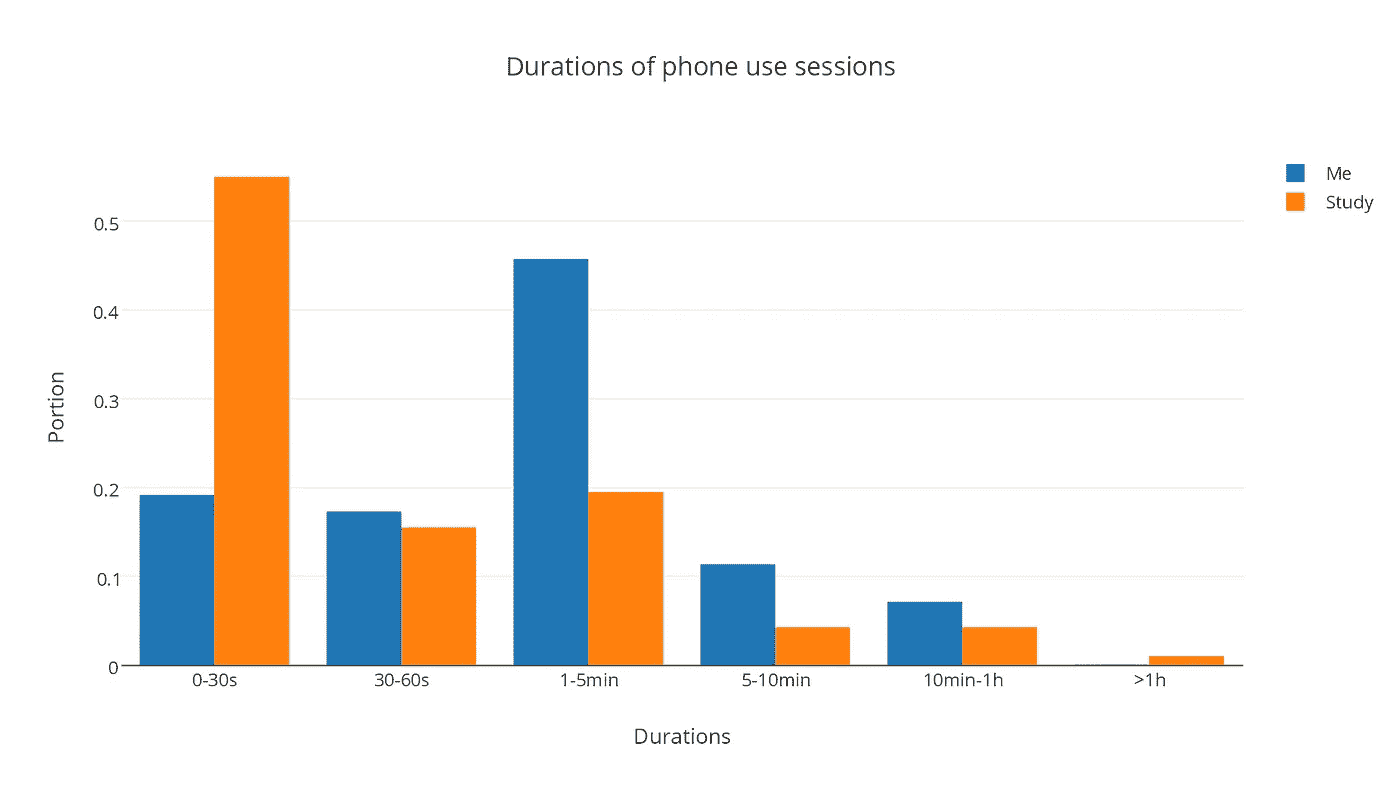 Durations of phone use sessions
Me
Study
0.5
0.4
0.3
0.2
0.1
0
Portion
0-30s
30-60s
1-5min
5-10min
10min-1h
>1h
Durations